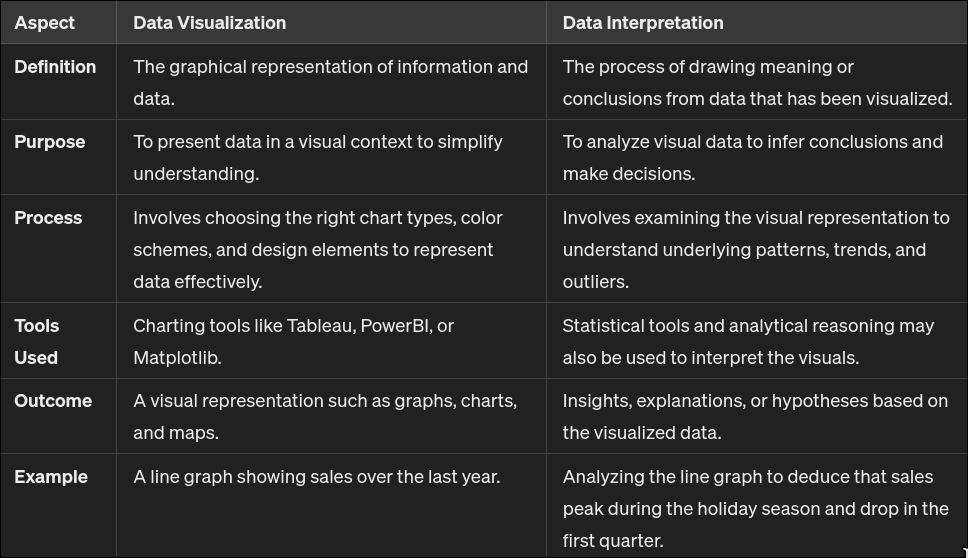 Aspect
Data Visualization
Data Interpretation
Definition
The graphical representation of information and
data.
The process of drawing meaning or
conclusions from data that has been visualized.
Purpose
To present data in a visual context to simplify
understanding.
To analyze visual data to infer conclusions and
make decisions.
Process
Involves choosing the right chart types, color
schemes, and design elements to represent
data effectively.
Involves examining the visual representation to
understand underlying patterns, trends, and
outliers.
Tools
Used
Charting tools like Tableau, PowerBI, or
Matplotlib.
Statistical tools and analytical reasoning may
also be used to interpret the visuals.
Outcome
A visual representation such as graphs, charts,
and maps.
Insights, explanations, or hypotheses based on
the visualized data.
Example
A line graph showing sales over the last year.
Analyzing the line graph to deduce that sales
peak during the holiday season and drop in the
first quarter.